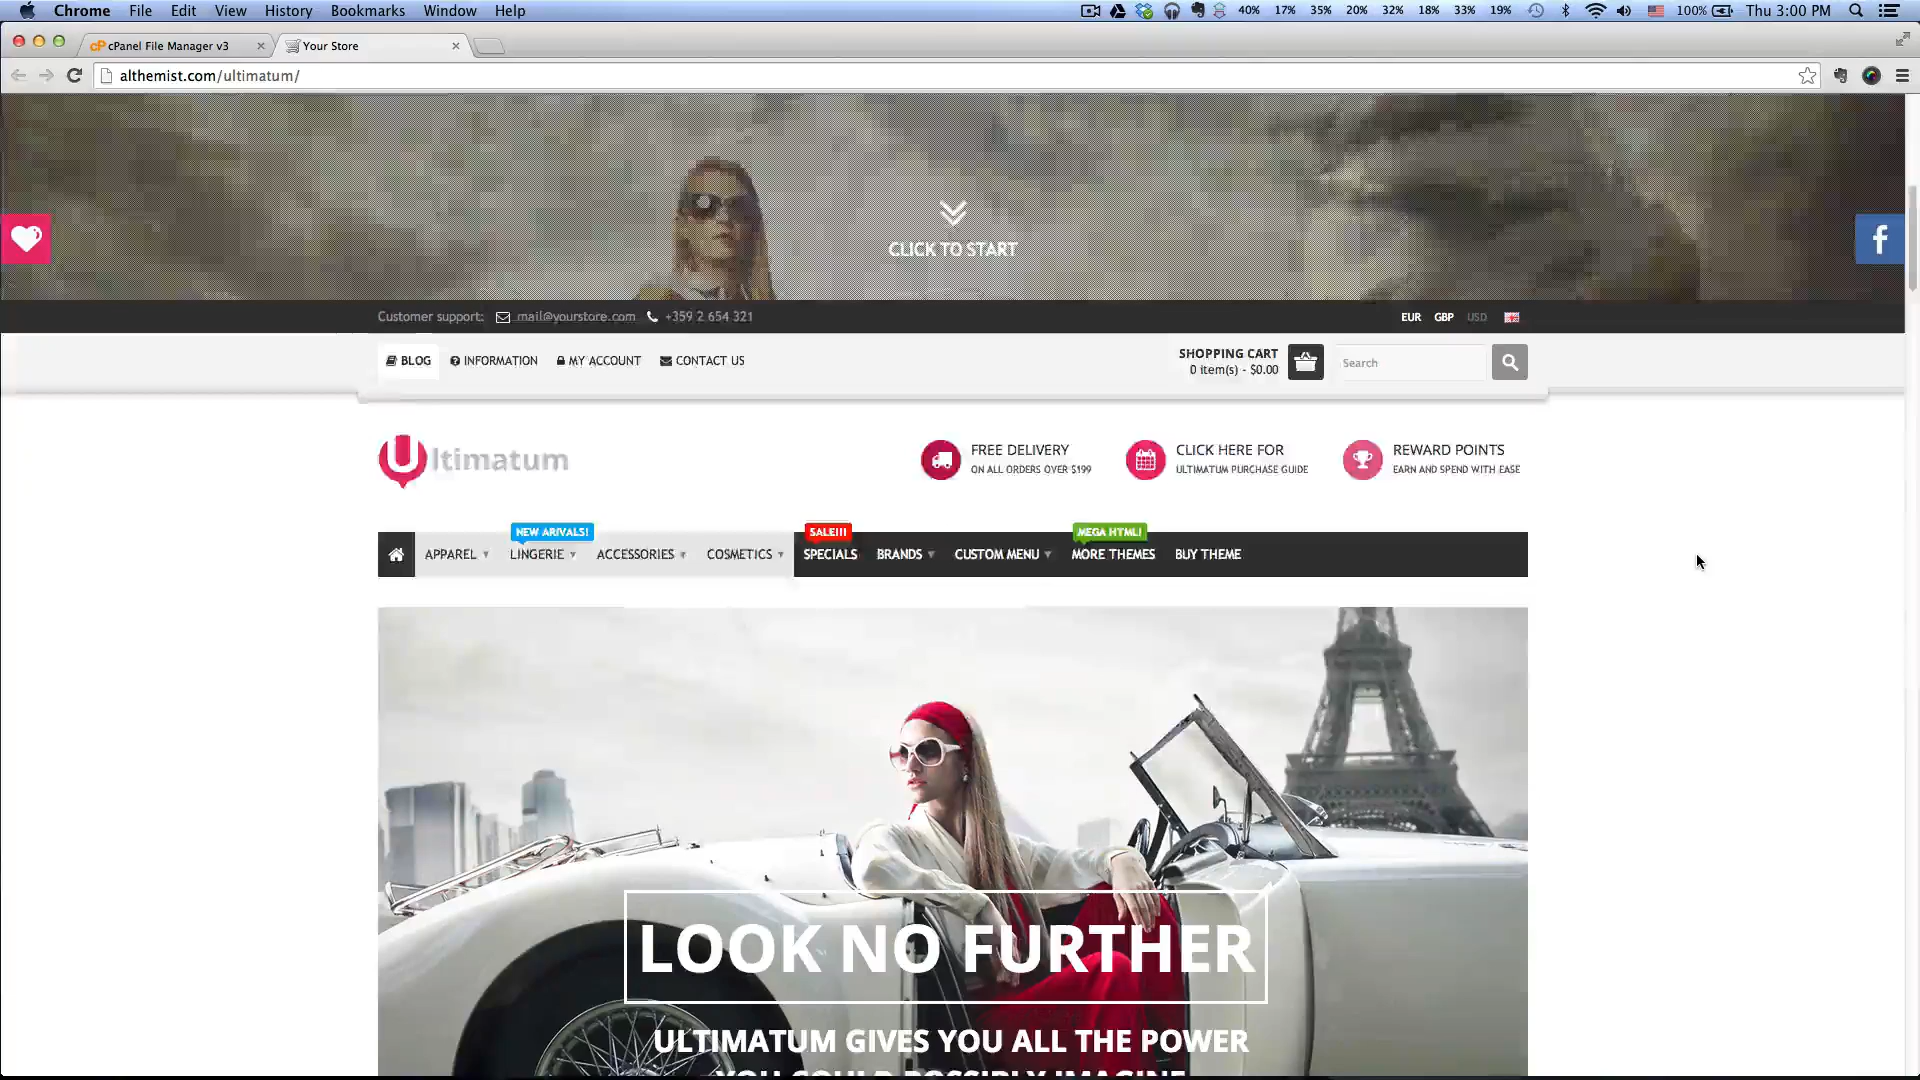 Chrome File Edit View History Bookmarks Window Help
40% 17% 35% 20% 32% 18% 33% 19% 100% Thu 3:00 PM
cPanel File Manager v3
Your Store
althemist.com/ultimatum/
CLICK TO START
Customer support: mail@yourstore.com +359 2 654 321
EUR GBP USD
BLOG INFORMATION MY ACCOUNT CONTACT US
SHOPPING CART
0 item(s) - $0.00
Search
Ultimatum
FREE DELIVERY
ON ALL ORDERS OVER $199
CLICK HERE FOR
ULTIMATUM PURCHASE GUIDE
REWARD POINTS
EARN AND SPEND WITH EASE
NEW ARIVALS! SALE!!! MEGA HTML!
APPAREL LINGERIE ACCESSORIES COSMETICS SPECIALS BRANDS CUSTOM MENU MORE THEMES BUY THEME
LOOK NO FURTHER
ULTIMATUM GIVES YOU ALL THE POWER
YOU COULD POSSIBLY IMAGINE